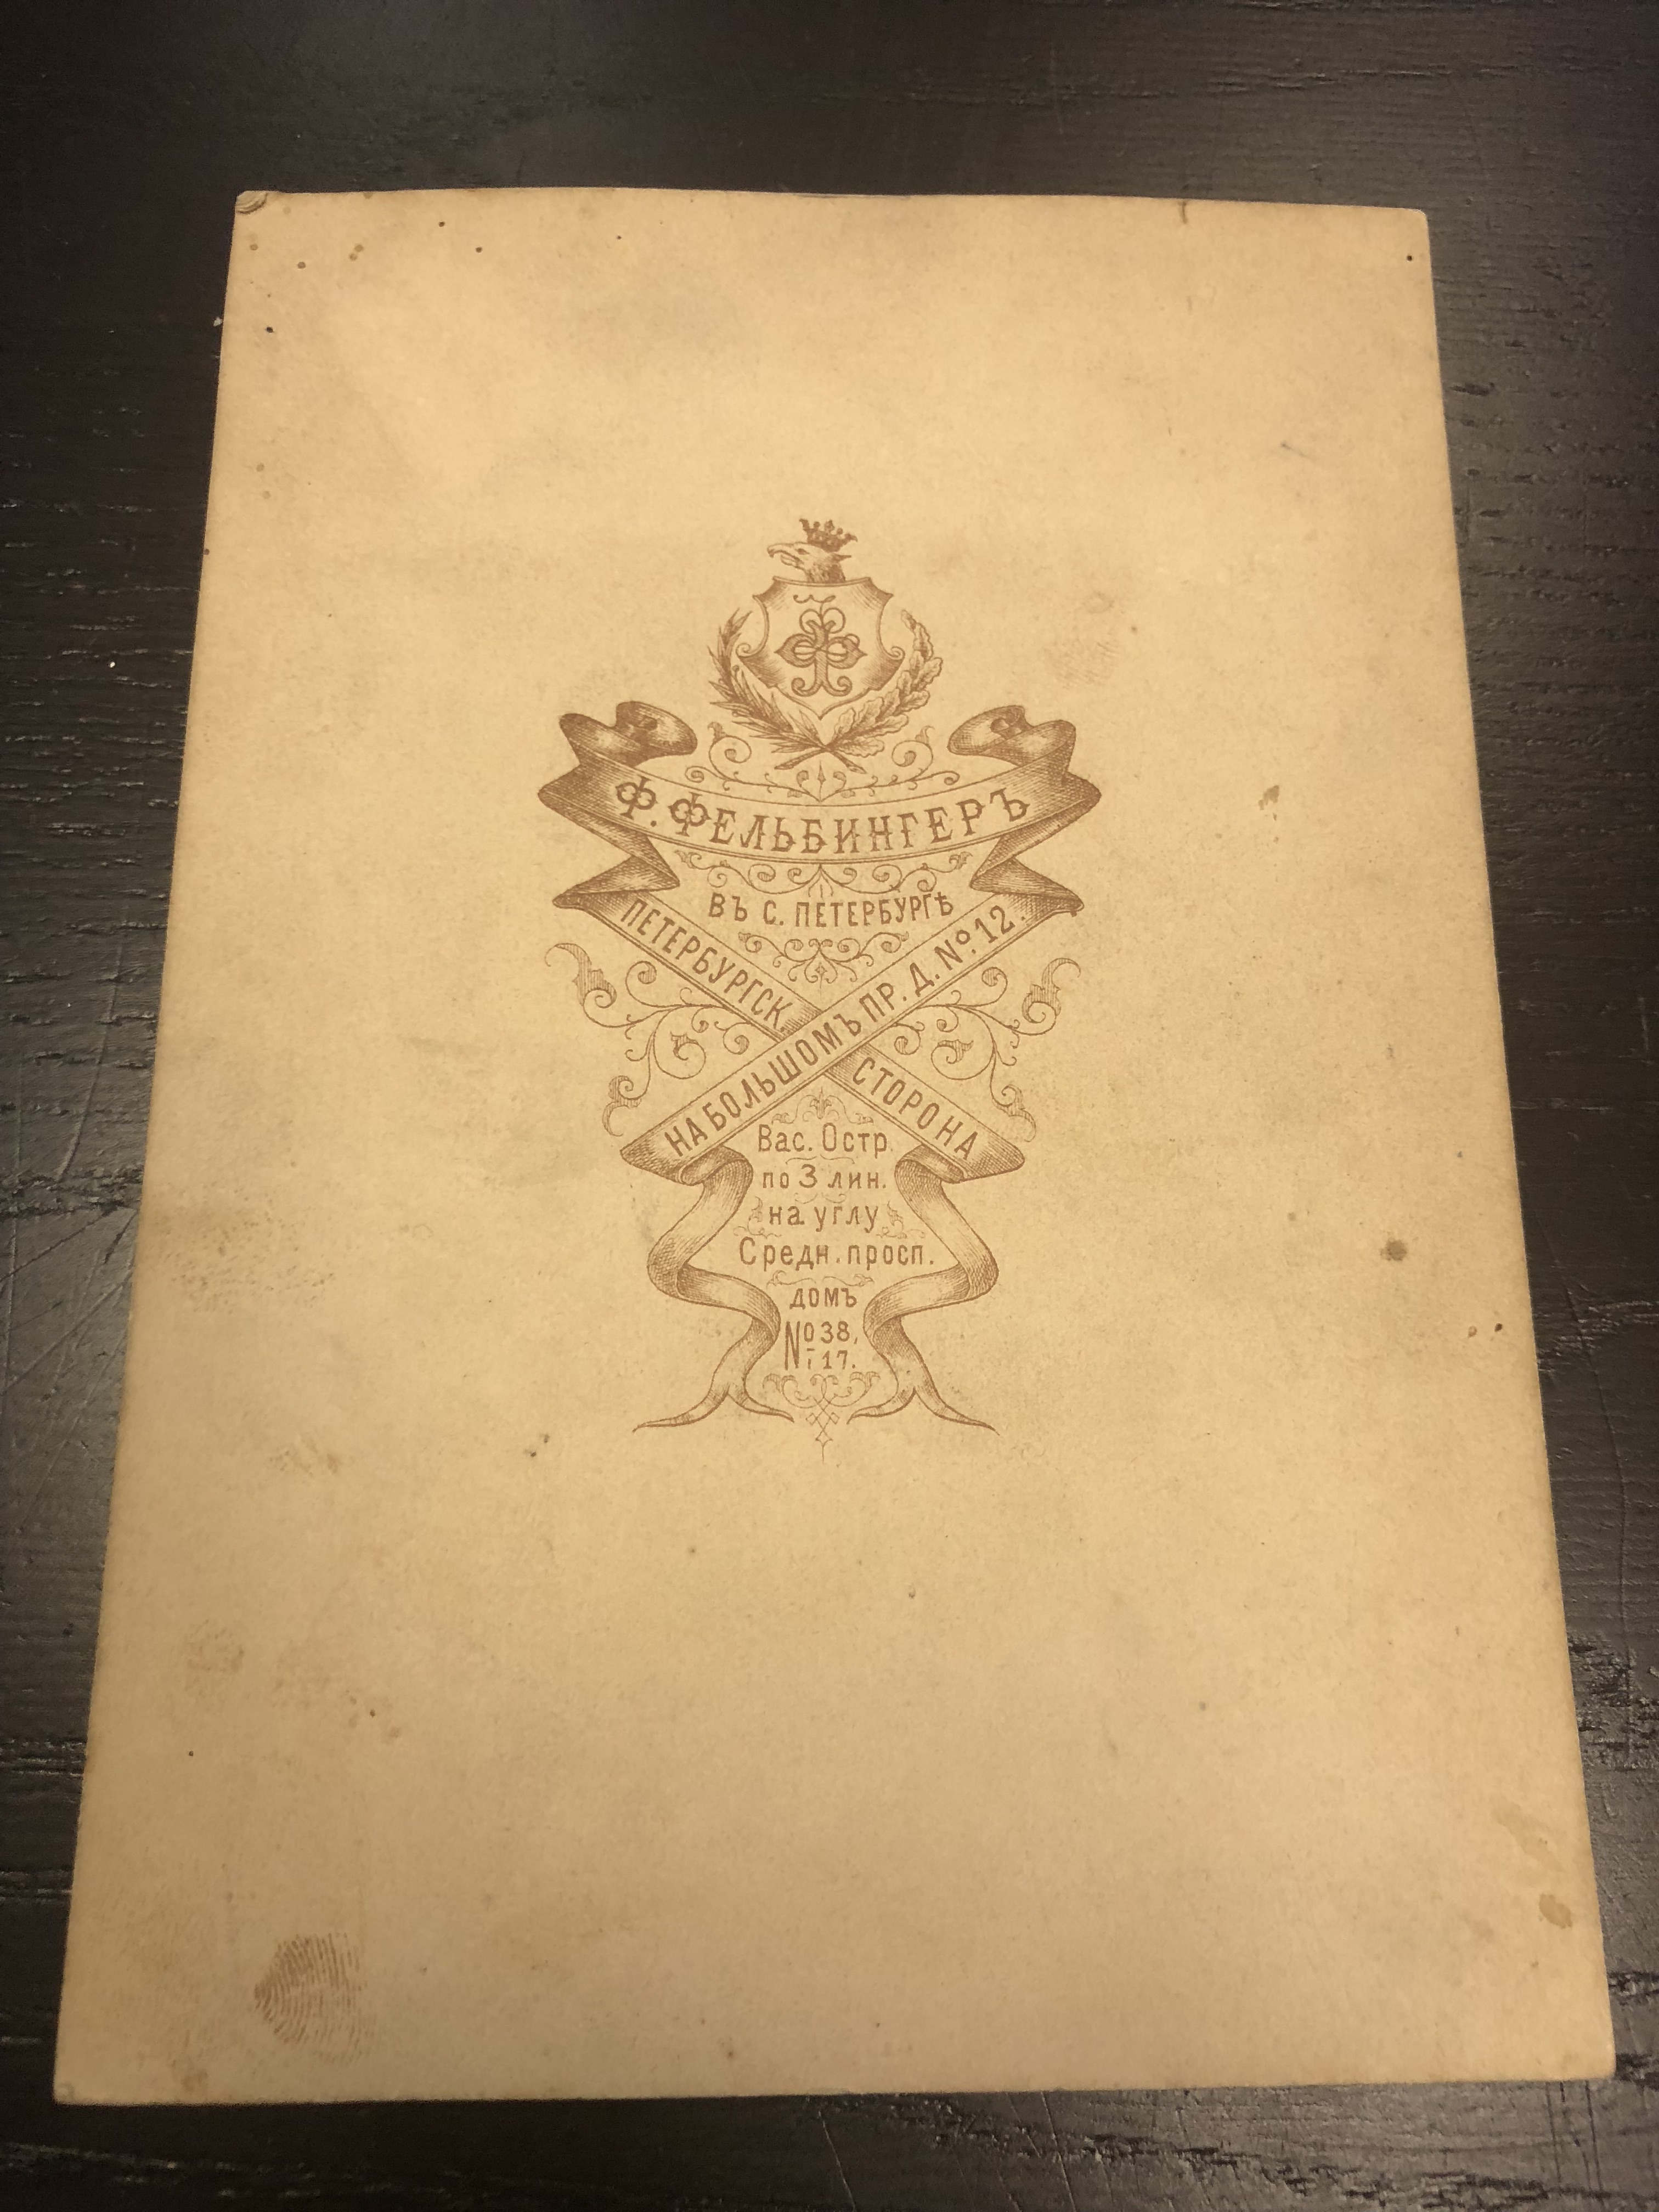 Ф. ФЕЛЬБИНГЕРЪ
ВЪ С. ПЕТЕРБУРГѢ
ПЕТЕРБУРГСК. СТОРОНА
НА БОЛЬШОМЪ ПР. Д. № 12.
Вас. Остр.
по 3 лин.
на углу
Средн. просп.
домъ
№ 38,
i 17.